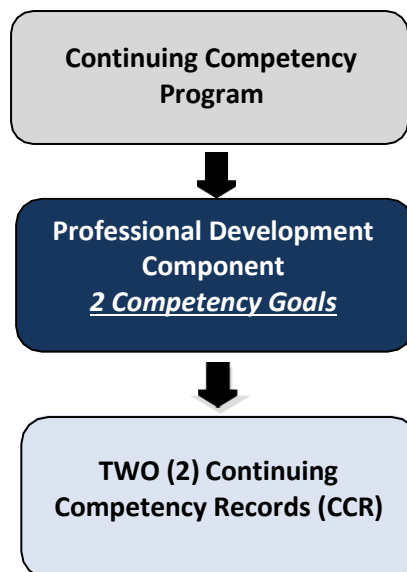 Continuing Competency
Program
Professional Development
Component
2 Competency Goals
TWO (2) Continuing
Competency Records (CCR)